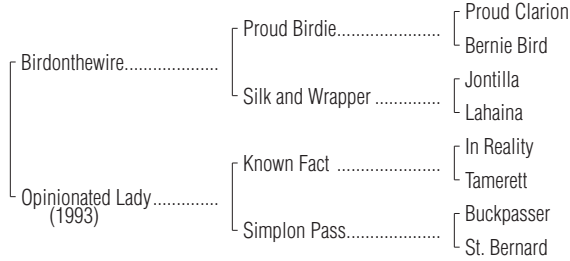 Proud Clarion
Proud Birdie....................
Bernie Bird
Birdonthewire..................
Jontilla
Silk and Wrapper .............
Lahaina
In Reality
Known Fact ....................
Tamerett
Opinionated Lady.............
(1993)
Buckpasser
Simplon Pass..................
St. Bernard